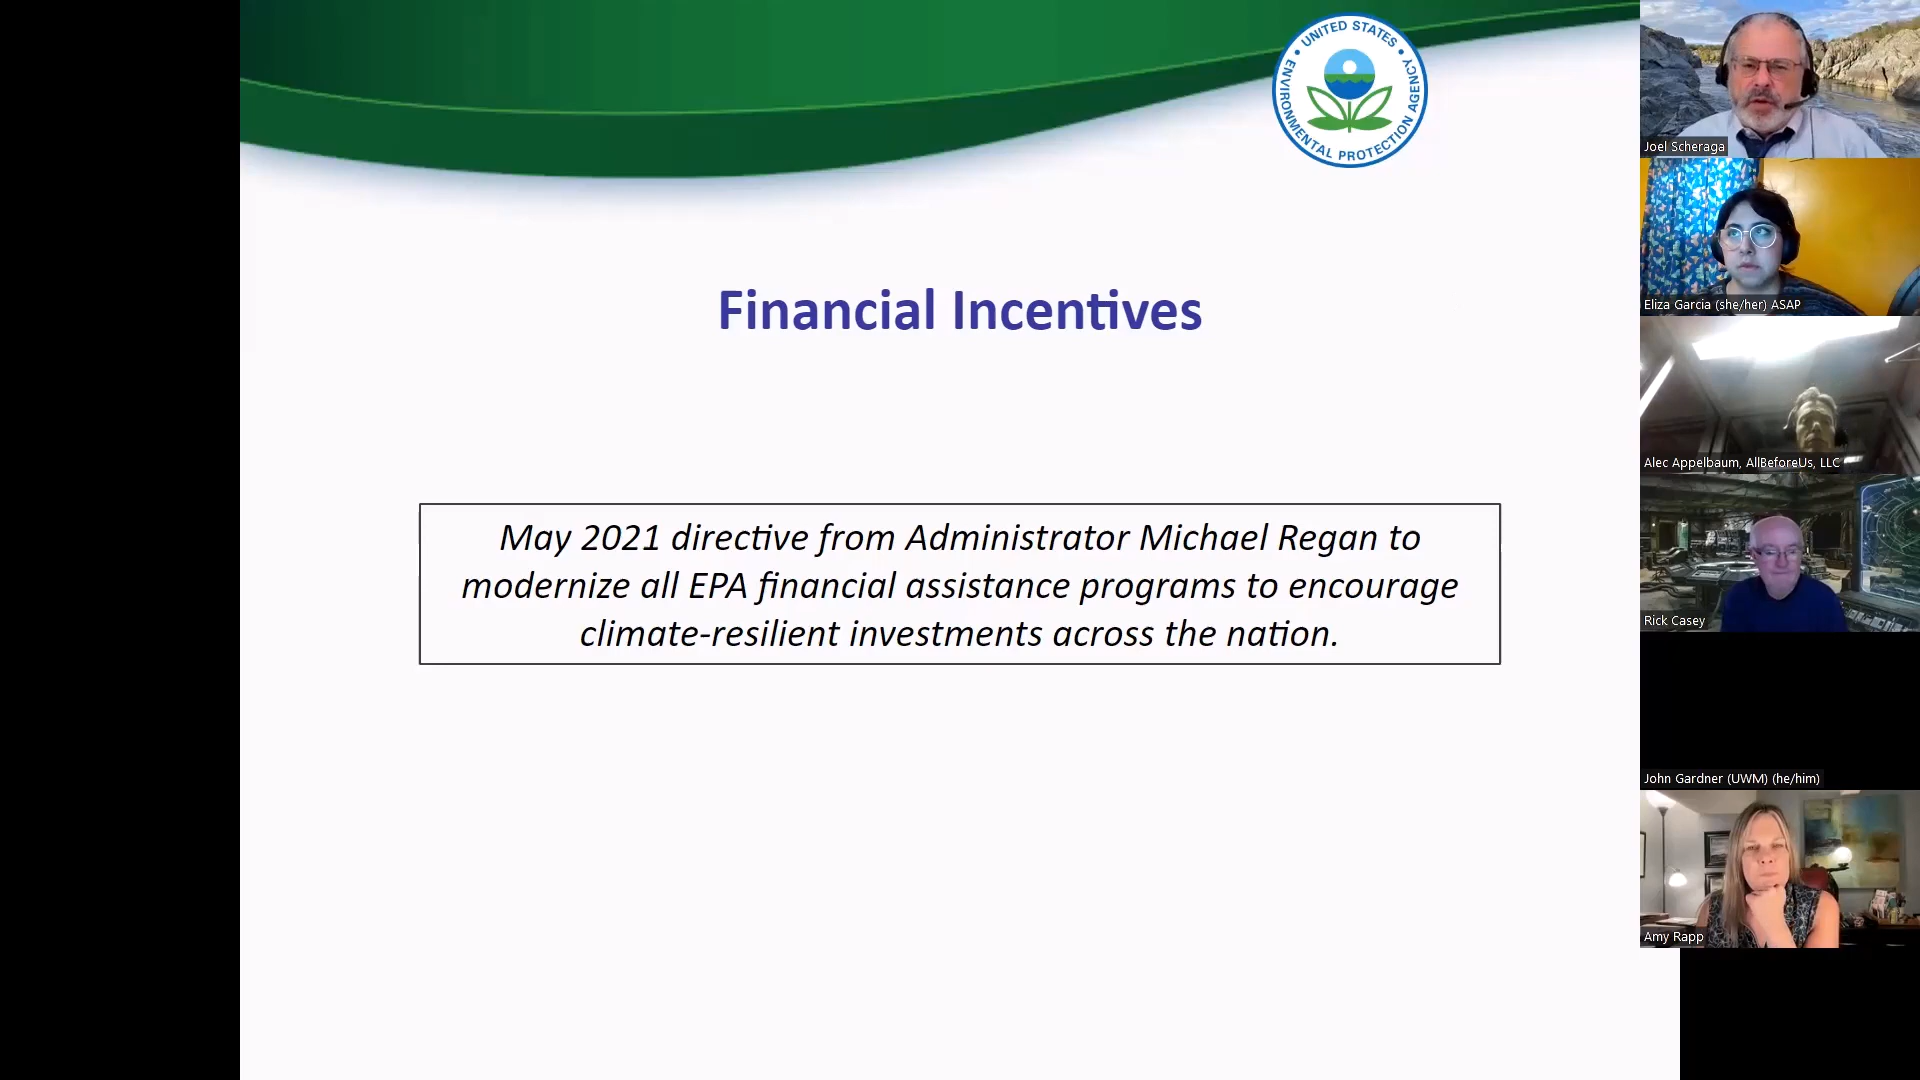 UNITED STATES
ENVIRONMENTAL PROTECTION AGENCY
Financial Incentives
May 2021 directive from Administrator Michael Regan to
modernize all EPA financial assistance programs to encourage
climate-resilient investments across the nation.
Joel Scheraga
Eliza Garcia (she/her) ASAP
Alec Appelbaum, AllBeforeUs, LLC
Rick Casey
John Gardner (UWM) (he/him)
Amy Rapp